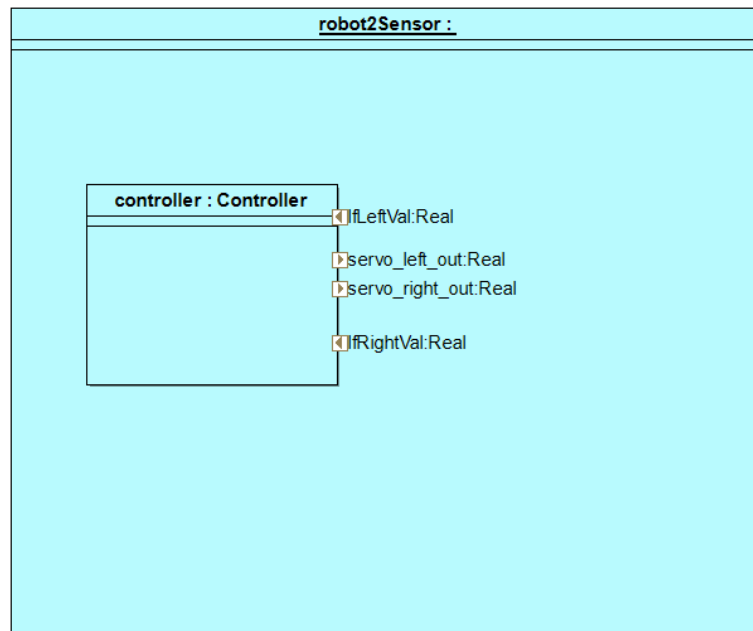 robot2Sensor :
controller : Controller
lfLeftVal:Real
servo_left_out:Real
servo_right_out:Real
lfRightVal:Real